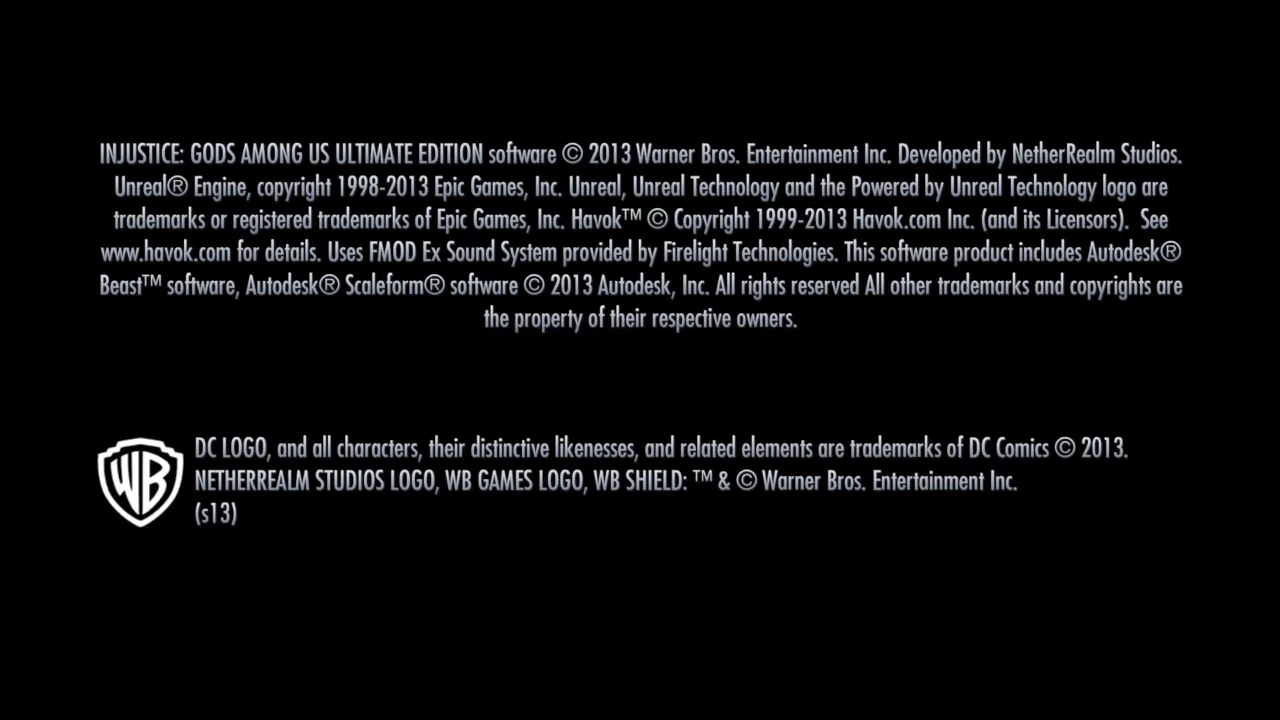 INJUSTICE: GODS AMONG US ULTIMATE EDITION software © 2013 Warner Bros. Entertainment Inc. Developed by NetherRealm Studios.
Unreal® Engine, copyright 1998-2013 Epic Games, Inc. Unreal, Unreal Technology and the Powered by Unreal Technology logo are
trademarks or registered trademarks of Epic Games, Inc. Havok™ © Copyright 1999-2013 Havok.com Inc. (and its Licensors). See
www.havok.com for details. Uses FMOD Ex Sound System provided by Firelight Technologies. This software product includes Autodesk®
Beast™ software, Autodesk® Scaleform® software © 2013 Autodesk, Inc. All rights reserved All other trademarks and copyrights are
the property of their respective owners.
WB
DC LOGO, and all characters, their distinctive likenesses, and related elements are trademarks of DC Comics © 2013.
NETHERREALM STUDIOS LOGO, WB GAMES LOGO, WB SHIELD: ™ & © Warner Bros. Entertainment Inc.
(s13)